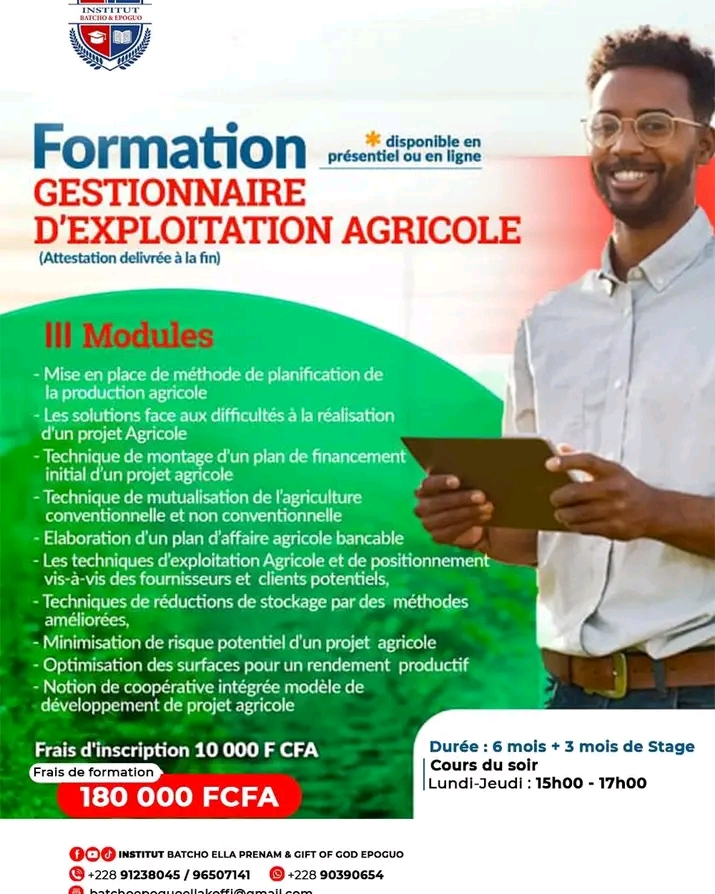 INSTITUT
BATCHO & EPOGUO
Formation
* disponible en
présentiel ou en ligne
GESTIONNAIRE
D'EXPLOITATION AGRICOLE
(Attestation delivrée à la fin)
III Modules
- Mise en place de méthode de planification de
la production agricole
- Les solutions face aux difficultés à la réalisation
d'un projet Agricole
- Technique de montage d'un plan de financement
initial d'un projet agricole
- Technique de mutualisation de l'agriculture
conventionnelle et non conventionnelle
- Elaboration d'un plan d'affaire agricole bancable
- Les techniques d'exploitation Agricole et de positionnement
vis-à-vis des fournisseurs et clients potentiels,
- Techniques de réductions de stockage par des méthodes
améliorées,
- Minimisation de risque potentiel d'un projet agricole
- Optimisation des surfaces pour un rendement productif
- Notion de coopérative intégrée modèle de
développement de projet agricole
Frais d'inscription 10 000 F CFA
Frais de formation
180 000 FCFA
Durée : 6 mois + 3 mois de Stage
Cours du soir
Lundi-Jeudi : 15h00 - 17h00
INSTITUT BATCHO ELLA PRENAM & GIFT OF GOD EPOGUO
+228 91238045 / 96507141 +228 90390654
batchoepogueellakoffi@gmail.com